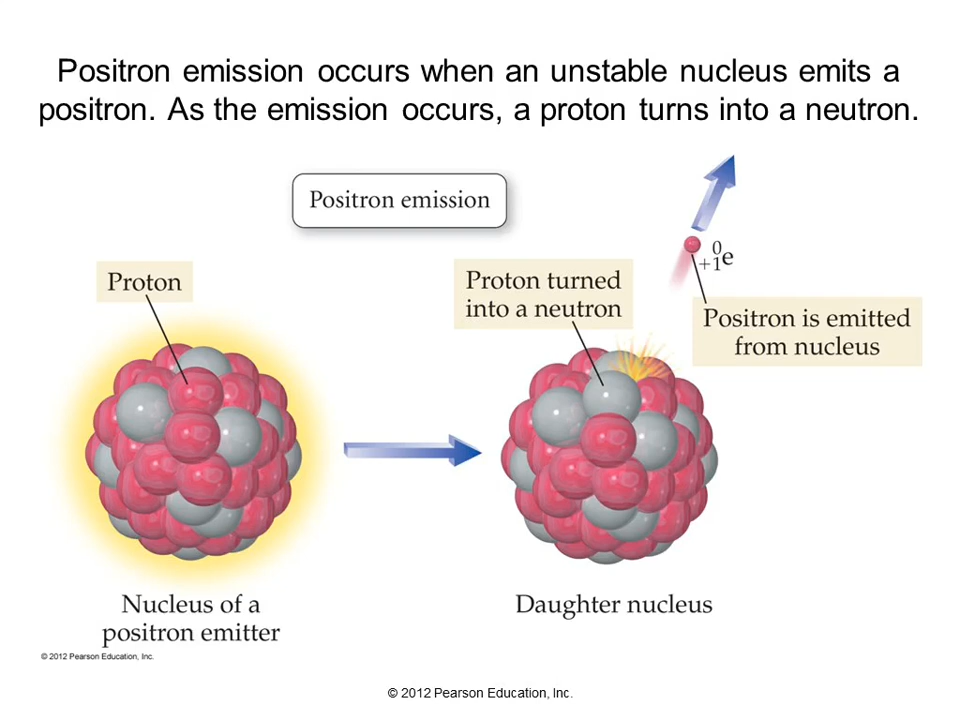 Positron emission occurs when an unstable nucleus emits a
positron. As the emission occurs, a proton turns into a neutron.
Positron emission
0
+1e
Proton
Proton turned
into a neutron
Positron is emitted
from nucleus
Nucleus of a
positron emitter
Daughter nucleus
© 2012 Pearson Education, Inc.
© 2012 Pearson Education, Inc.